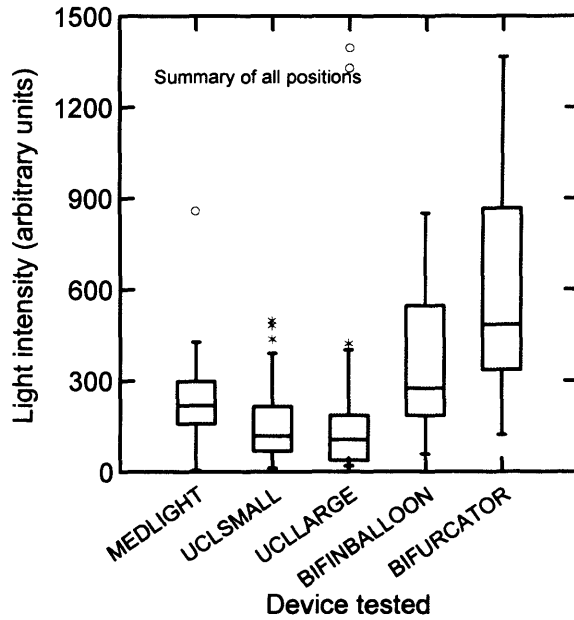 1500
1200
900
600
300
0
Light intensity (arbitrary units)
Summary of all positions
MEDLIGHT
UCLSMALL
UCLLARGE
BIFINBALLOON
BIFURCATOR
Device tested